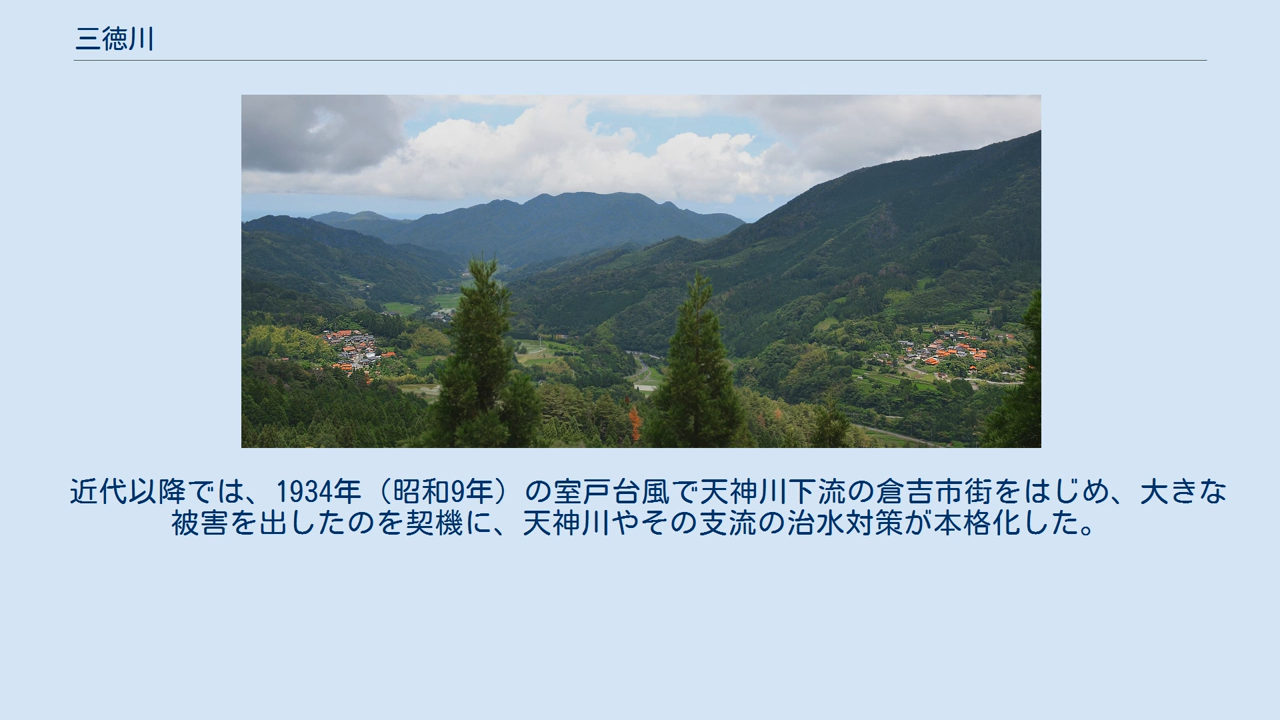 三徳川
近代以降では、1934年（昭和9年）の室戸台風で天神川下流の倉吉市街をはじめ、大きな
被害を出したのを契機に、天神川やその支流の治水対策が本格化した。